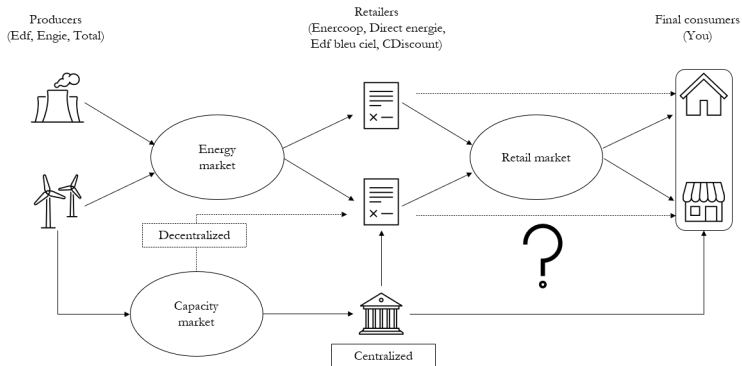 Producers
(Edf, Engie, Total)
Retailers
(Enercoop, Direct energie,
Edf bleu ciel, CDiscount)
Final consumers
(You)
Energy
market
Retail market
Decentralized
Capacity
market
?
Centralized